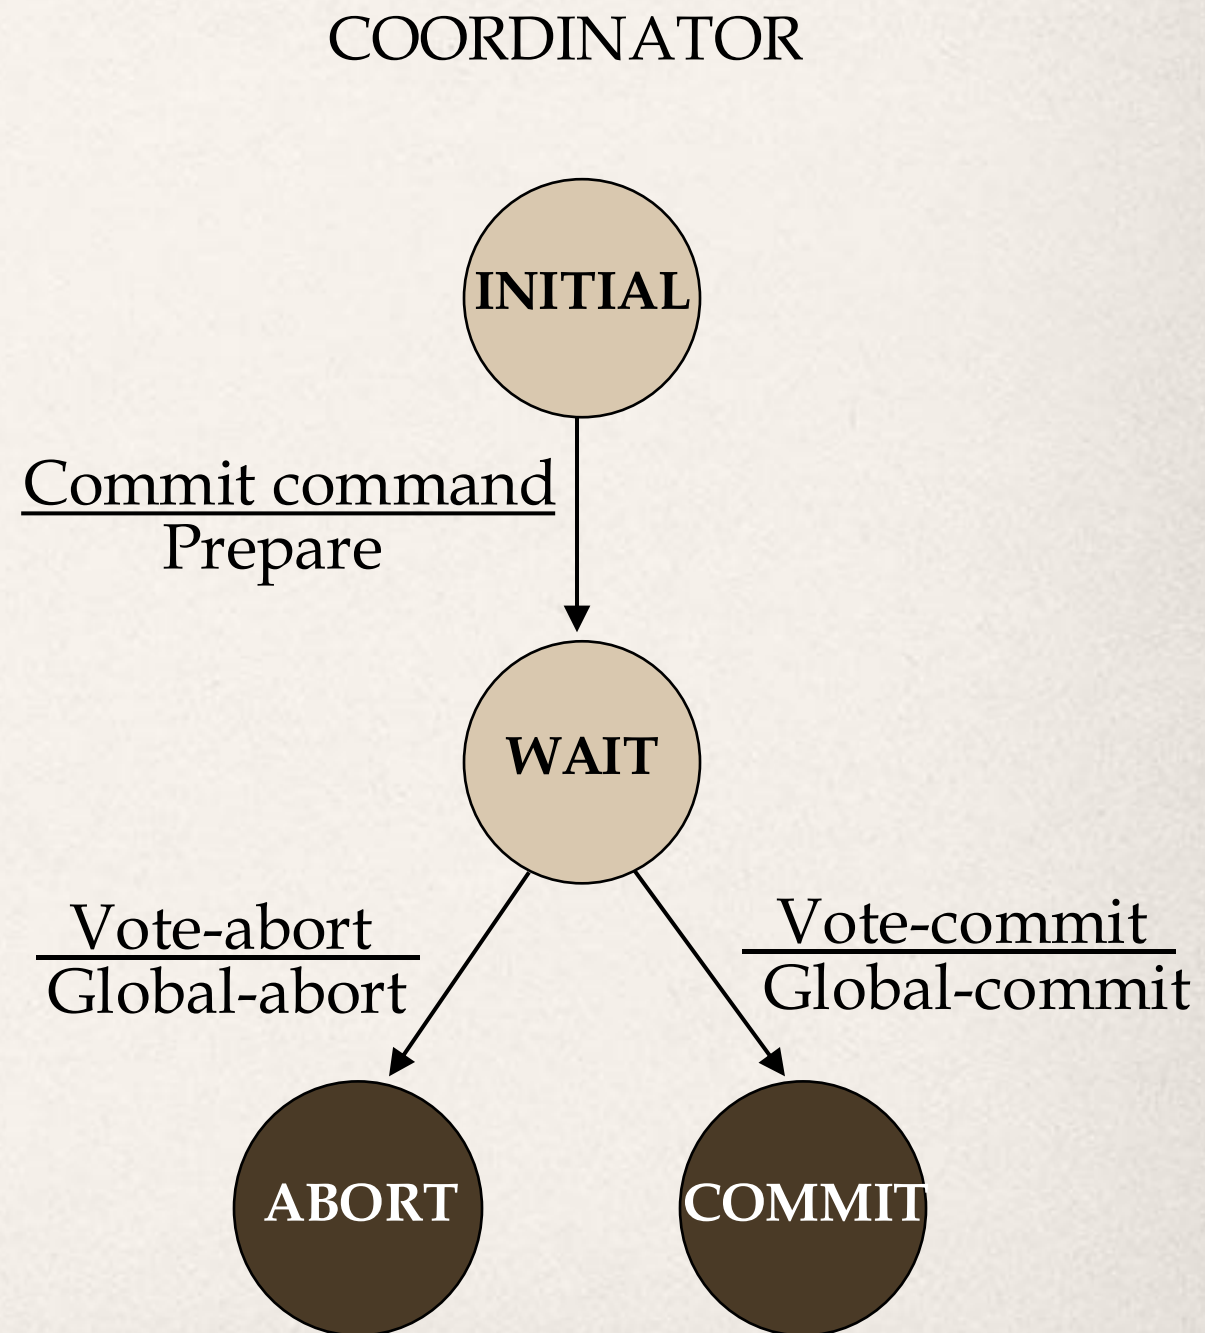 COORDINATOR
INITIAL
Commit command
Prepare
WAIT
Vote-abort
Global-abort
Vote-commit
Global-commit
ABORT
COMMIT